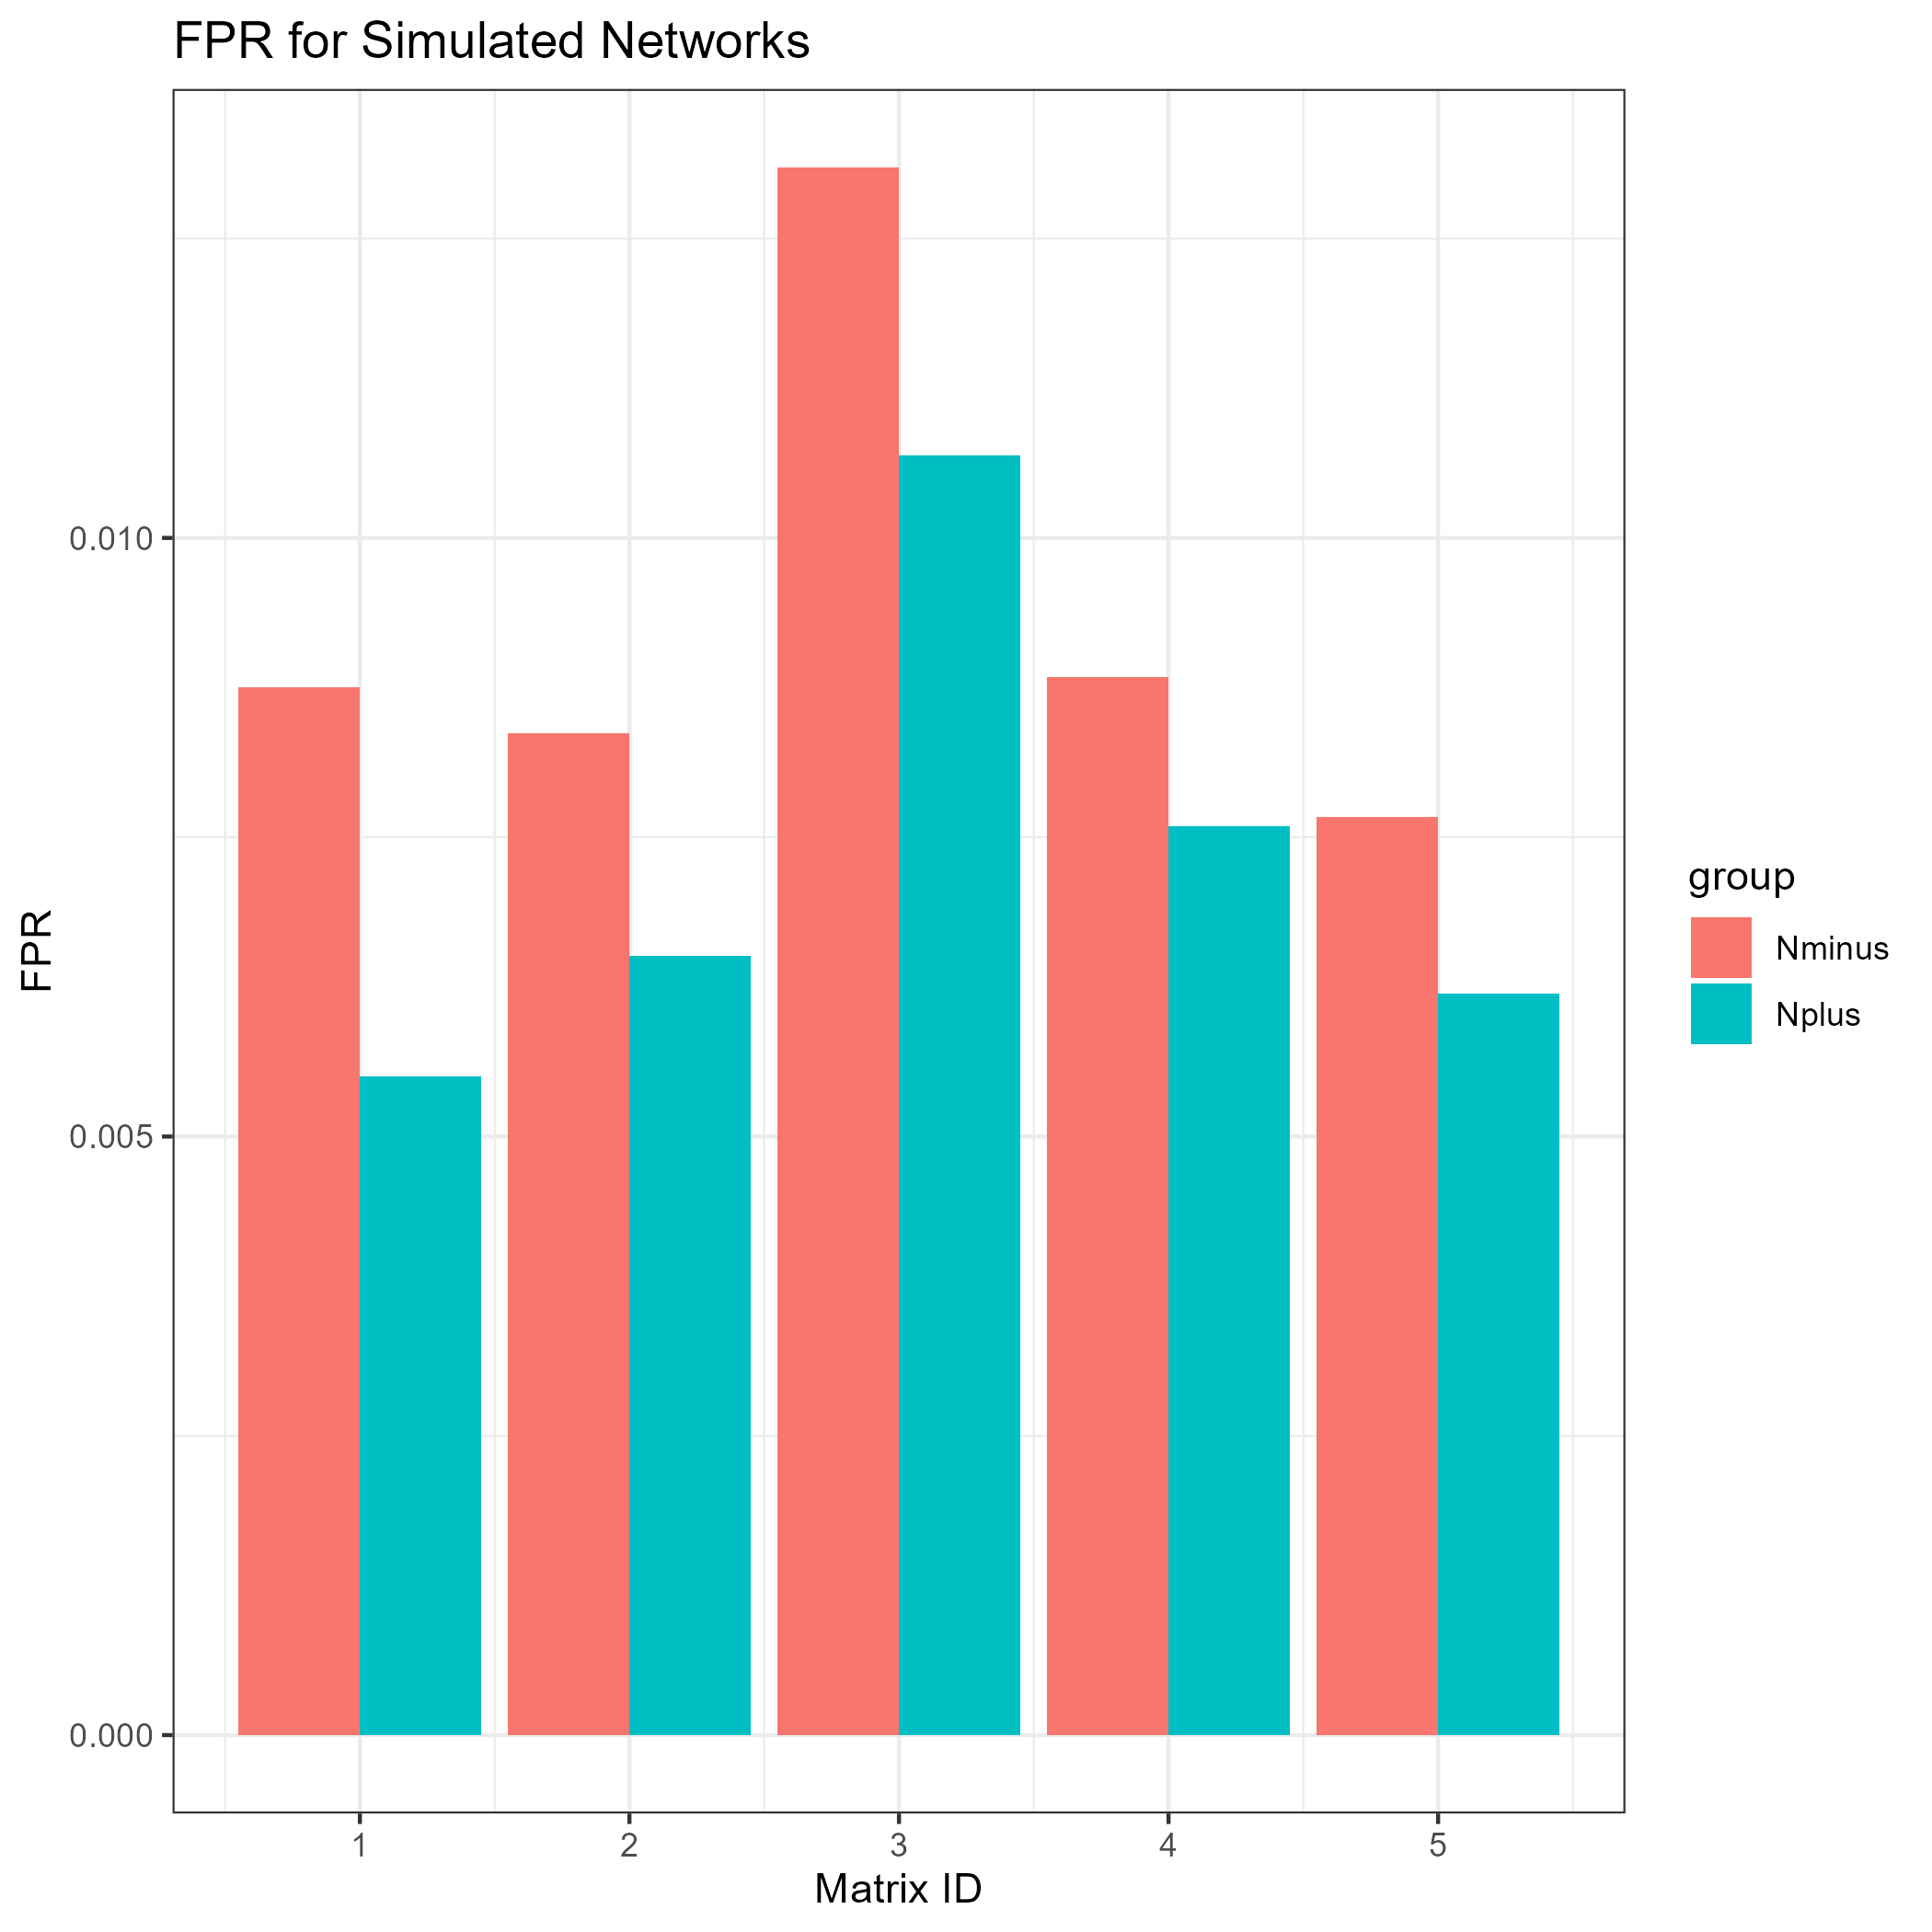 FPR for Simulated Networks
FPR
0.010
0.005
0.000
1 2 3 4 5
Matrix ID
group
Nminus
Nplus